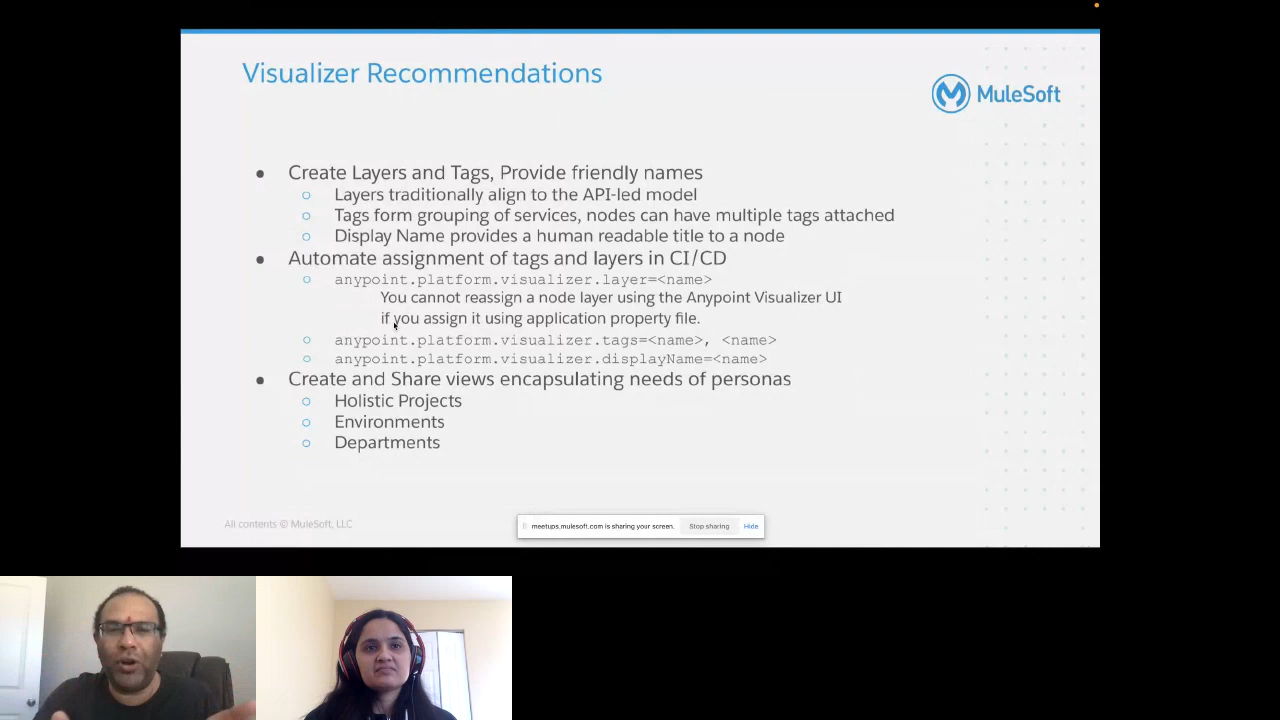 Visualizer Recommendations
MuleSoft
● Create Layers and Tags, Provide friendly names
○ Layers traditionally align to the API-led model
○ Tags form grouping of services, nodes can have multiple tags attached
○ Display Name provides a human readable title to a node
● Automate assignment of tags and layers in CI/CD
○ anypoint.platform.visualizer.layer=<name>
You cannot reassign a node layer using the Anypoint Visualizer UI
if you assign it using application property file.
○ anypoint.platform.visualizer.tags=<name>, <name>
○ anypoint.platform.visualizer.displayName=<name>
● Create and Share views encapsulating needs of personas
○ Holistic Projects
○ Environments
○ Departments
All contents © MuleSoft, LLC
meetups.mulesoft.com is sharing your screen. Stop sharing Hide